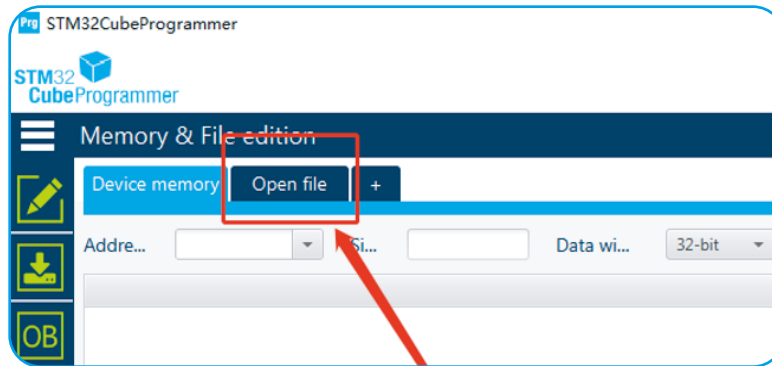 Prg STM32CubeProgrammer
STM32
CubeProgrammer
Memory & File edition
Device memory Open file +
Addre... Si... Data wi... 32-bit
OB